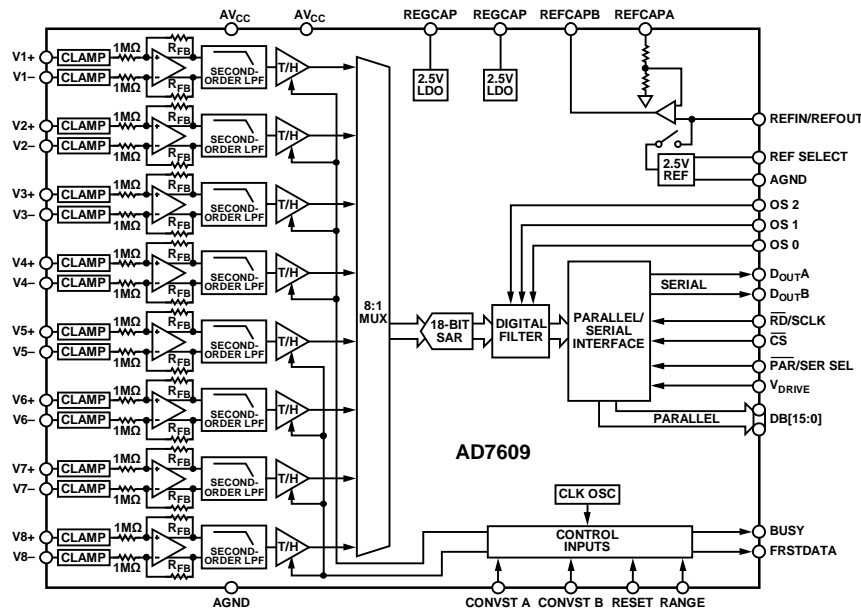 AVCC AVCC REGCAP REGCAP REFCAPB REFCAPA
V1+ CLAMP 1MΩ RFB
V1– CLAMP 1MΩ RFB
SECOND-ORDER LPF
T/H
V2+ CLAMP 1MΩ RFB
V2– CLAMP 1MΩ RFB
SECOND-ORDER LPF
T/H
V3+ CLAMP 1MΩ RFB
V3– CLAMP 1MΩ RFB
SECOND-ORDER LPF
T/H
V4+ CLAMP 1MΩ RFB
V4– CLAMP 1MΩ RFB
SECOND-ORDER LPF
T/H
V5+ CLAMP 1MΩ RFB
V5– CLAMP 1MΩ RFB
SECOND-ORDER LPF
T/H
V6+ CLAMP 1MΩ RFB
V6– CLAMP 1MΩ RFB
SECOND-ORDER LPF
T/H
V7+ CLAMP 1MΩ RFB
V7– CLAMP 1MΩ RFB
SECOND-ORDER LPF
T/H
V8+ CLAMP 1MΩ RFB
V8– CLAMP 1MΩ RFB
SECOND-ORDER LPF
T/H
8:1
MUX
2.5V
LDO
2.5V
LDO
2.5V
REF
REFIN/REFOUT
REF SELECT
AGND
OS 2
OS 1
OS 0
18-BIT
SAR
DIGITAL
FILTER
PARALLEL/
SERIAL
INTERFACE
SERIAL
DOUTA
DOUTB
RD/SCLK
CS
PAR/SER SEL
VDRIVE
PARALLEL
DB[15:0]
AD7609
CLK OSC
CONTROL
INPUTS
BUSY
FRSTDATA
AGND CONVST A CONVST B RESET RANGE